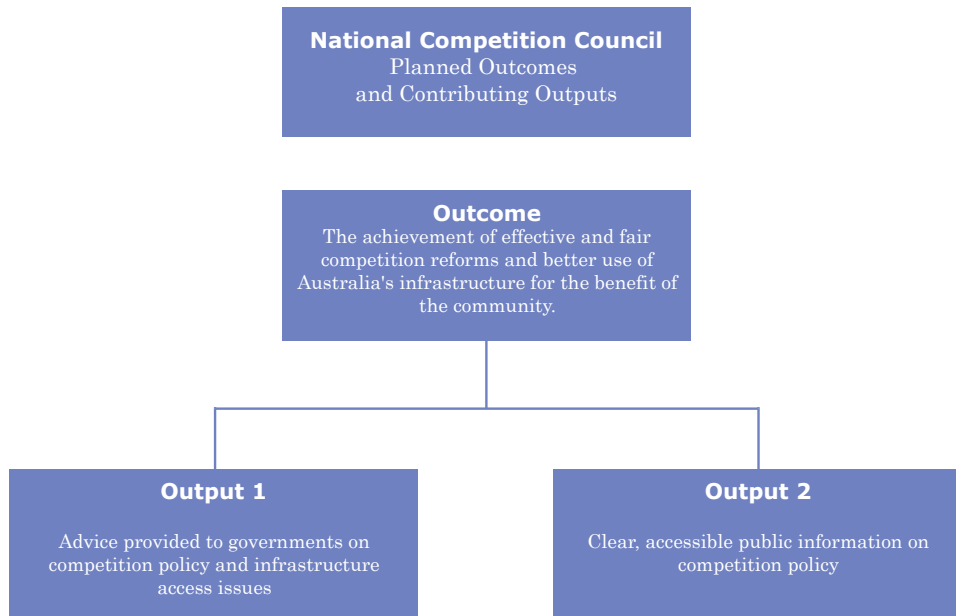 National Competition Council
Planned Outcomes
and Contributing Outputs
Outcome
The achievement of effective and fair
competition reforms and better use of
Australia's infrastructure for the benefit of
the community.
Output 1
Advice provided to governments on
competition policy and infrastructure
access issues
Output 2
Clear, accessible public information on
competition policy